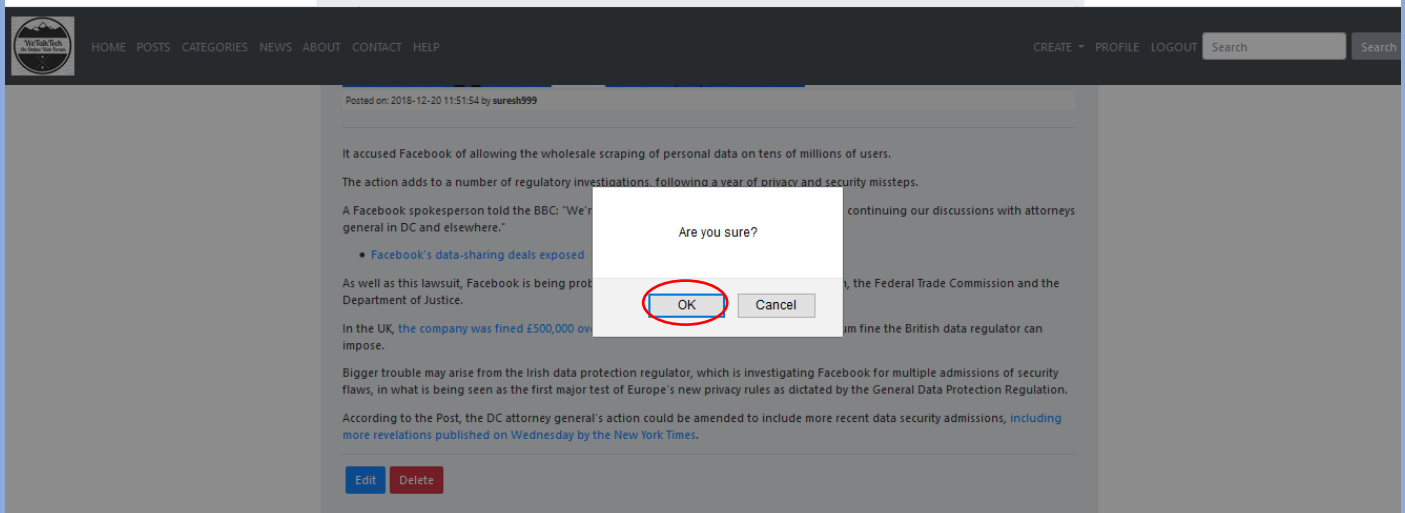 WeTalkTech
HOME POSTS CATEGORIES NEWS ABOUT CONTACT HELP
CREATE PROFILE LOGOUT Search Search
Posted on: 2018-12-20 11:51:54 by suresh999
It accused Facebook of allowing the wholesale scraping of personal data on tens of millions of users.
The action adds to a number of regulatory investigations, following a year of privacy and security missteps.
A Facebook spokesperson told the BBC: "We'r continuing our discussions with attorneys
general in DC and elsewhere."
Facebook's data-sharing deals exposed
As well as this lawsuit, Facebook is being prob , the Federal Trade Commission and the
Department of Justice.
In the UK, the company was fined £500,000 ov um fine the British data regulator can
impose.
Bigger trouble may arise from the Irish data protection regulator, which is investigating Facebook for multiple admissions of security
flaws, in what is being seen as the first major test of Europe's new privacy rules as dictated by the General Data Protection Regulation.
According to the Post, the DC attorney general's action could be amended to include more recent data security admissions, including
more revelations published on Wednesday by the New York Times.
Edit Delete
Are you sure?
OK Cancel